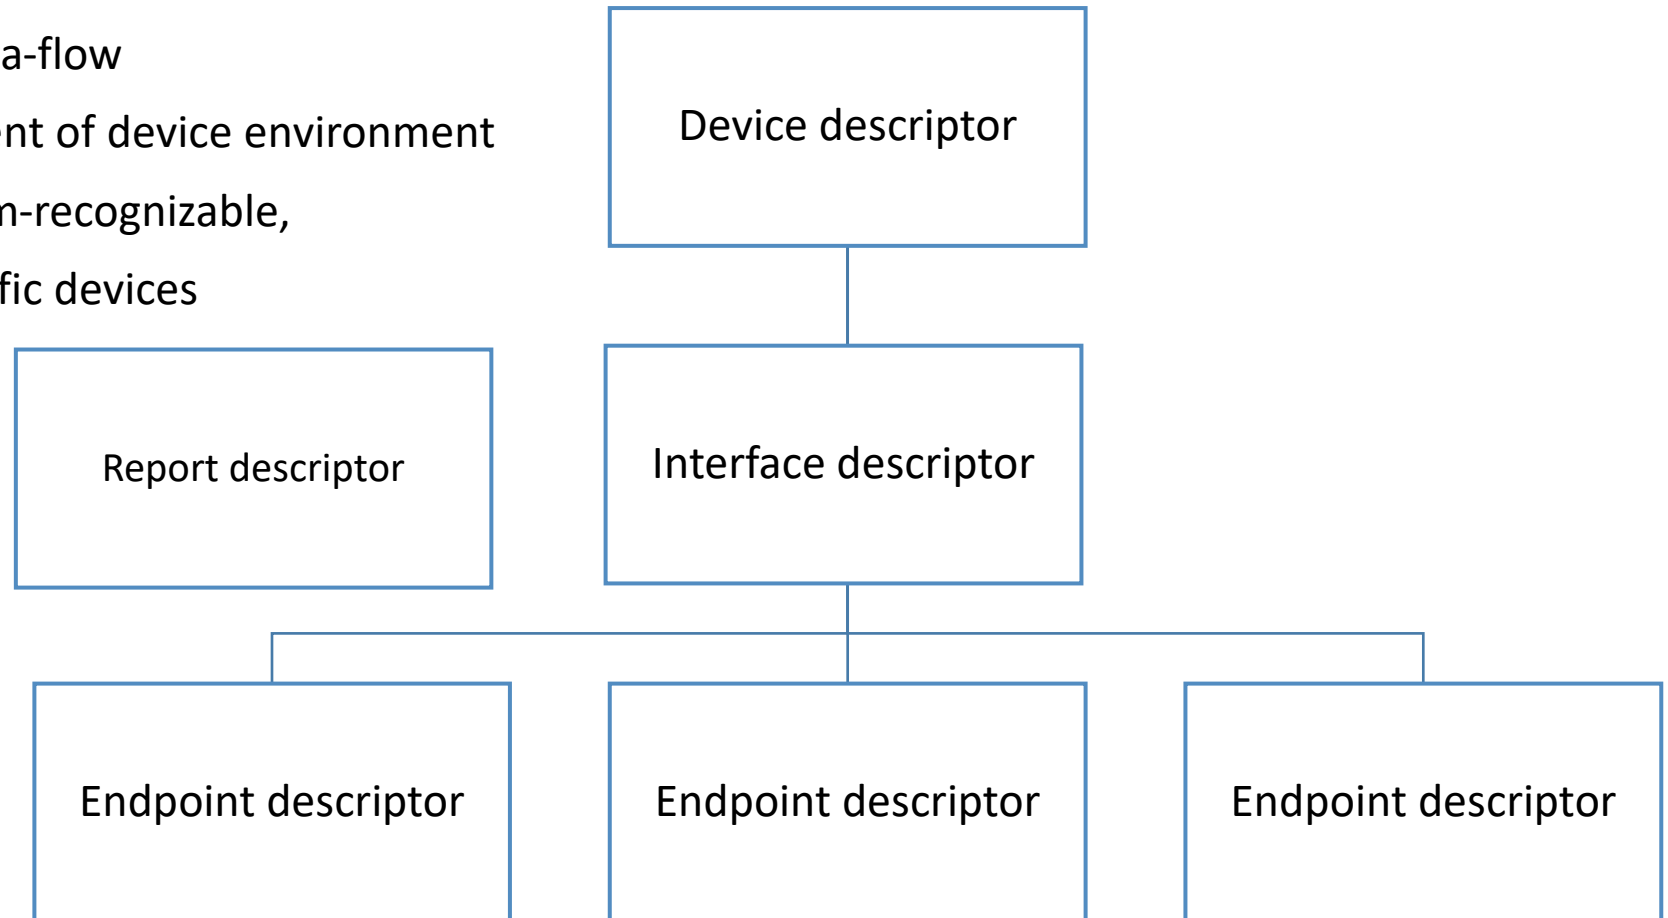 a-flow
ent of device environment
m-recognizable,
fic devices
Device descriptor
Report descriptor
Interface descriptor
Endpoint descriptor
Endpoint descriptor
Endpoint descriptor